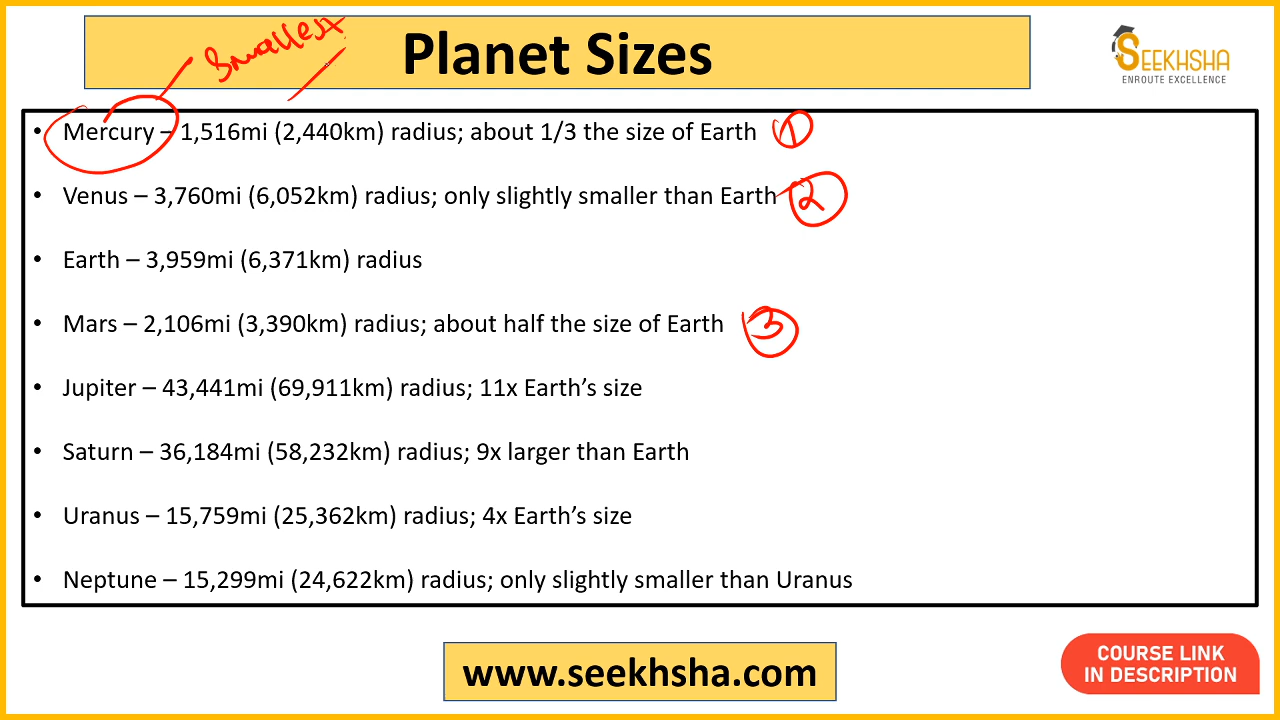 Smallest
Planet Sizes
SEEKHSHA
ENROUTE EXCELLENCE
• Mercury – 1,516mi (2,440km) radius; about 1/3 the size of Earth 1
• Venus – 3,760mi (6,052km) radius; only slightly smaller than Earth 2
• Earth – 3,959mi (6,371km) radius
• Mars – 2,106mi (3,390km) radius; about half the size of Earth 3
• Jupiter – 43,441mi (69,911km) radius; 11x Earth’s size
• Saturn – 36,184mi (58,232km) radius; 9x larger than Earth
• Uranus – 15,759mi (25,362km) radius; 4x Earth’s size
• Neptune – 15,299mi (24,622km) radius; only slightly smaller than Uranus
www.seekhsha.com
COURSE LINK
IN DESCRIPTION